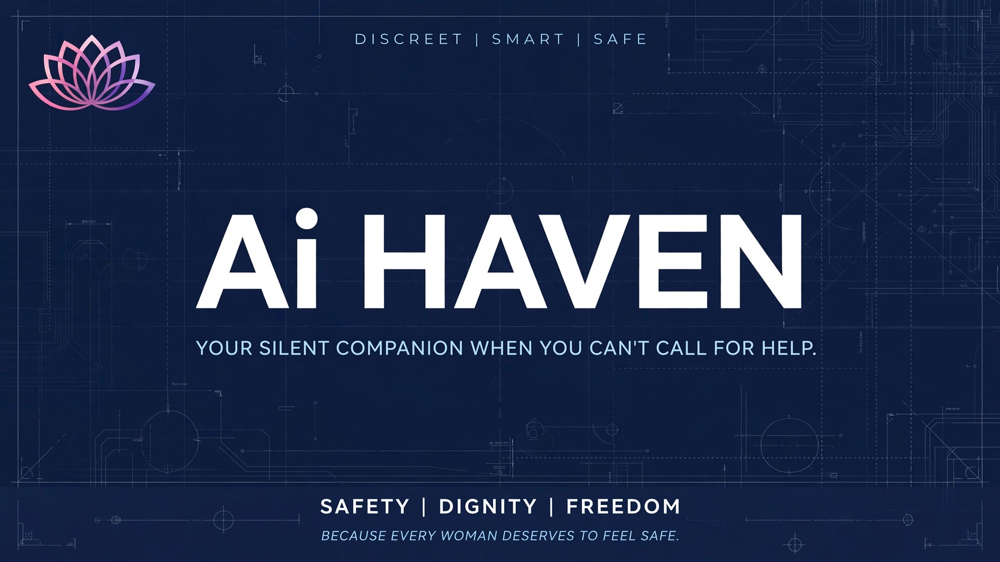 DISCREET | SMART | SAFE
Ai HAVEN
YOUR SILENT COMPANION WHEN YOU CAN'T CALL FOR HELP.
SAFETY | DIGNITY | FREEDOM
BECAUSE EVERY WOMAN DESERVES TO FEEL SAFE.